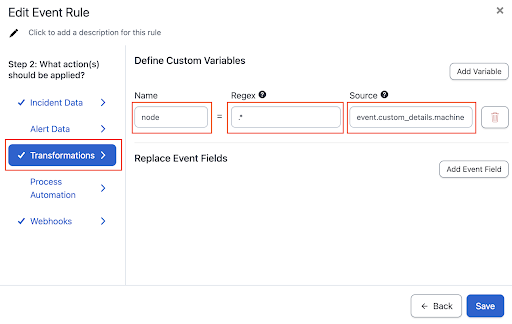 Edit Event Rule
Click to add a description for this rule
Step 2: What action(s)
should be applied?
Incident Data
Alert Data
Transformations
Process
Automation
Webhooks
Define Custom Variables
Add Variable
Name
Regex
Source
node
=
.*
event.custom_details.machine
Replace Event Fields
Add Event Field
← Back
Save